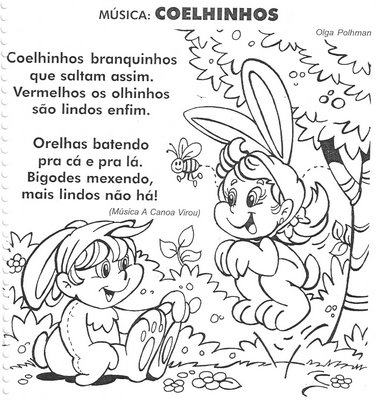 MÚSICA: COELHINHOS
Olga Polhman
Coelhinhos branquinhos
que saltam assim.
Vermelhos os olhinhos
são lindos enfim.
Orelhas batendo
pra cá e pra lá.
Bigodes mexendo,
mais lindos não há!
(Música A Canoa Virou)